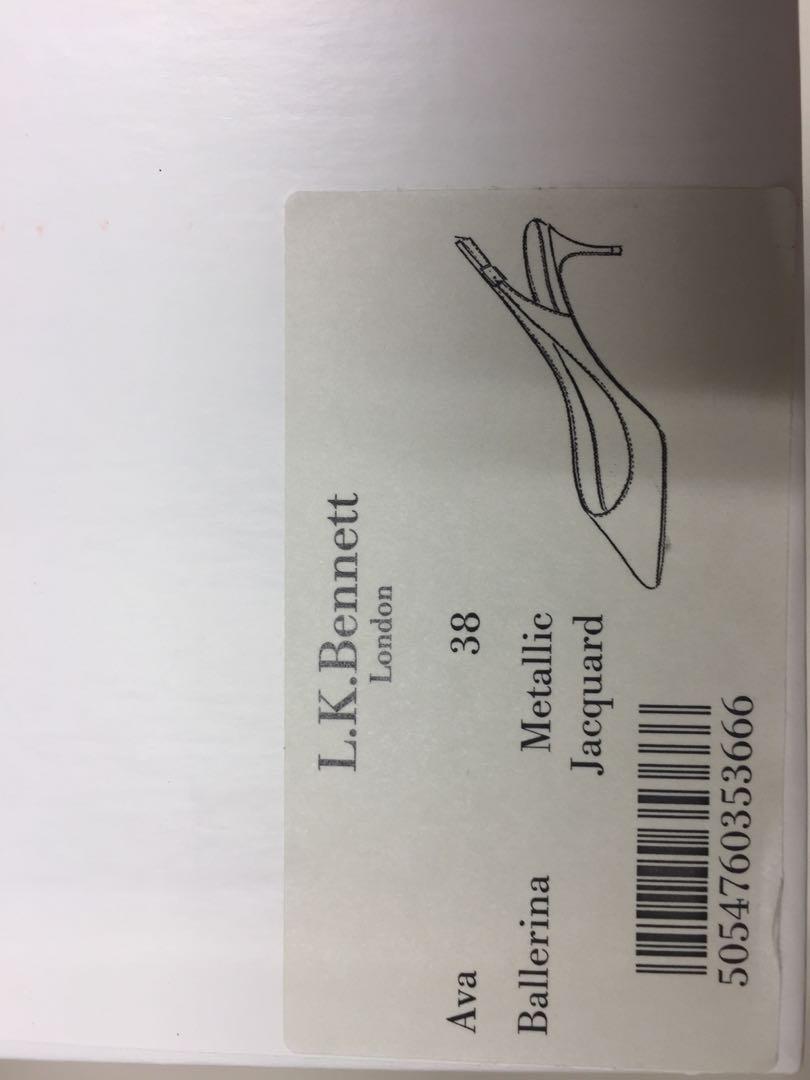 L.K.Bennett
London
Ava 38
Ballerina Metallic
Jacquard
5054760353666